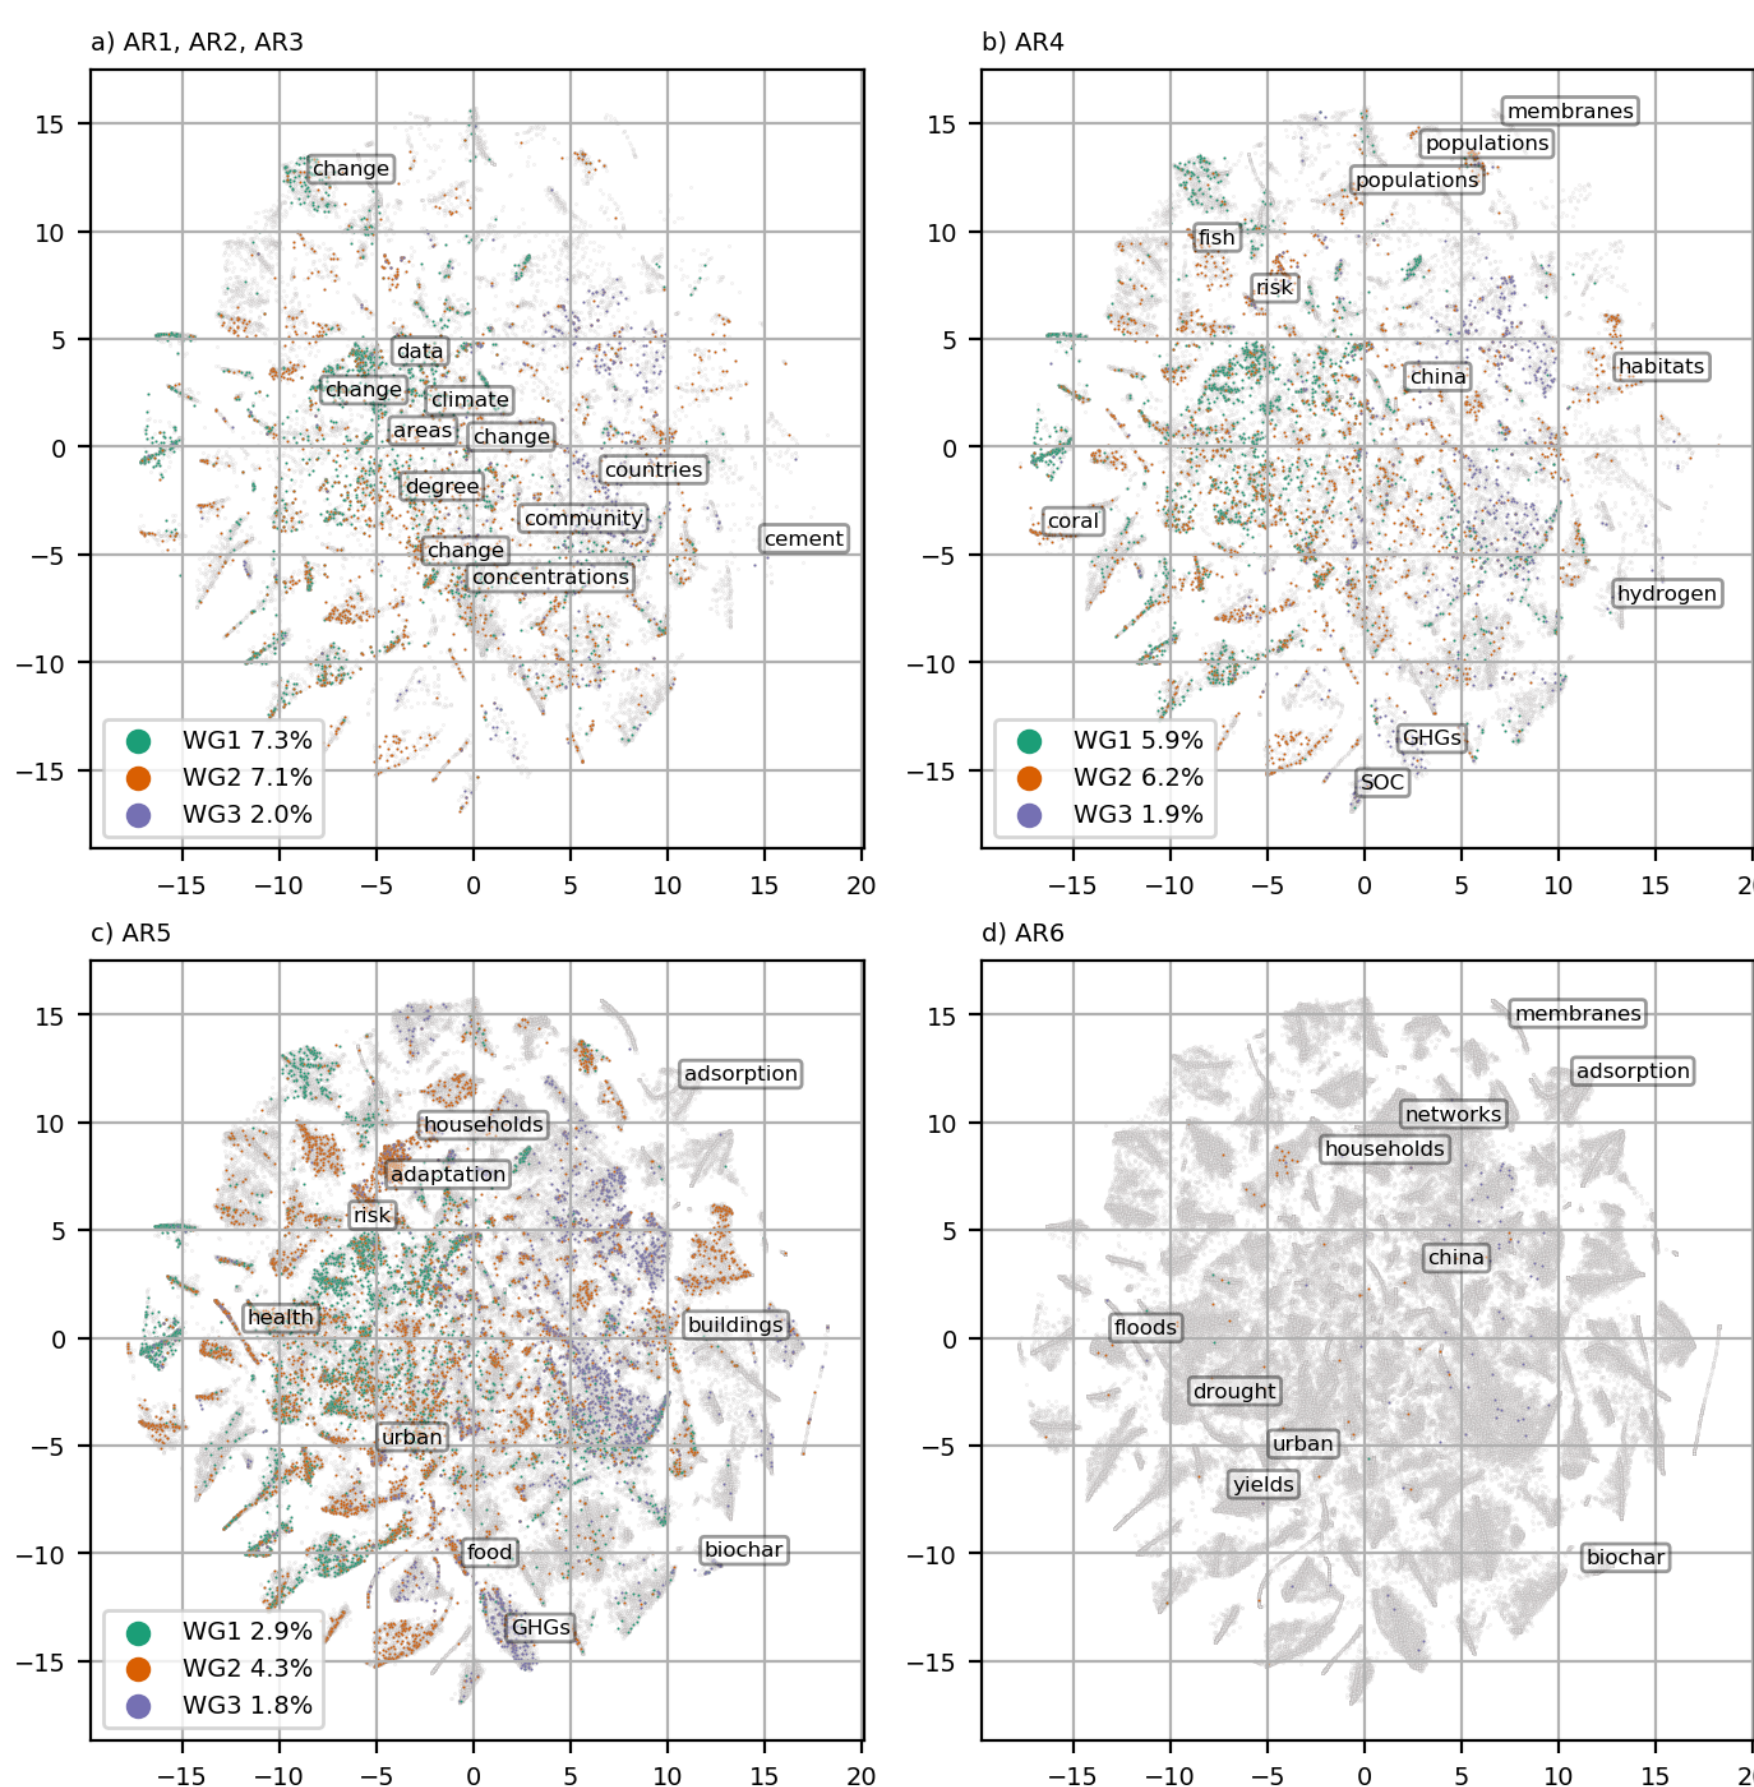 a) AR1, AR2, AR3
15
10
5
0
−5
−10
−15
change
data
change
climate
areas
change
countries
degree
community
cement
change
concentrations
WG1 7.3%
WG2 7.1%
WG3 2.0%
−15 −10 −5 0 5 10 15 20
b) AR4
15
10
5
0
−5
−10
−15
membranes
populations
populations
fish
risk
china
habitats
coral
hydrogen
GHGs
SOC
WG1 5.9%
WG2 6.2%
WG3 1.9%
−15 −10 −5 0 5 10 15 2
c) AR5
15
10
5
0
−5
−10
−15
adsorption
households
adaptation
risk
health
buildings
urban
food
biochar
GHGs
WG1 2.9%
WG2 4.3%
WG3 1.8%
−15 −10 −5 0 5 10 15 20
d) AR6
15
10
5
0
−5
−10
−15
membranes
adsorption
networks
households
china
floods
drought
urban
yields
biochar
−15 −10 −5 0 5 10 15 2